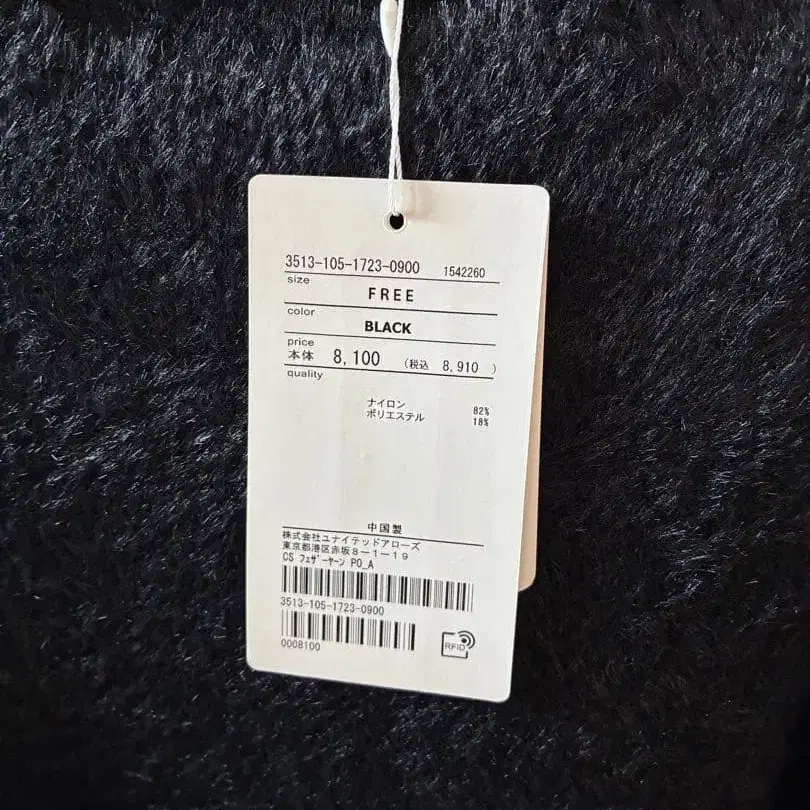 3513-105-1723-0900 1542260
size
FREE
color
BLACK
price
本体 8,100 (税込 8,910 )
quality
ナイロン 82%
ポリエステル 18%
中国製
株式会社ユナイテッドアローズ
東京都港区赤坂8-1-19
CS フェザーヤーン PO_A
3513-105-1723-0900
0008100
RFID